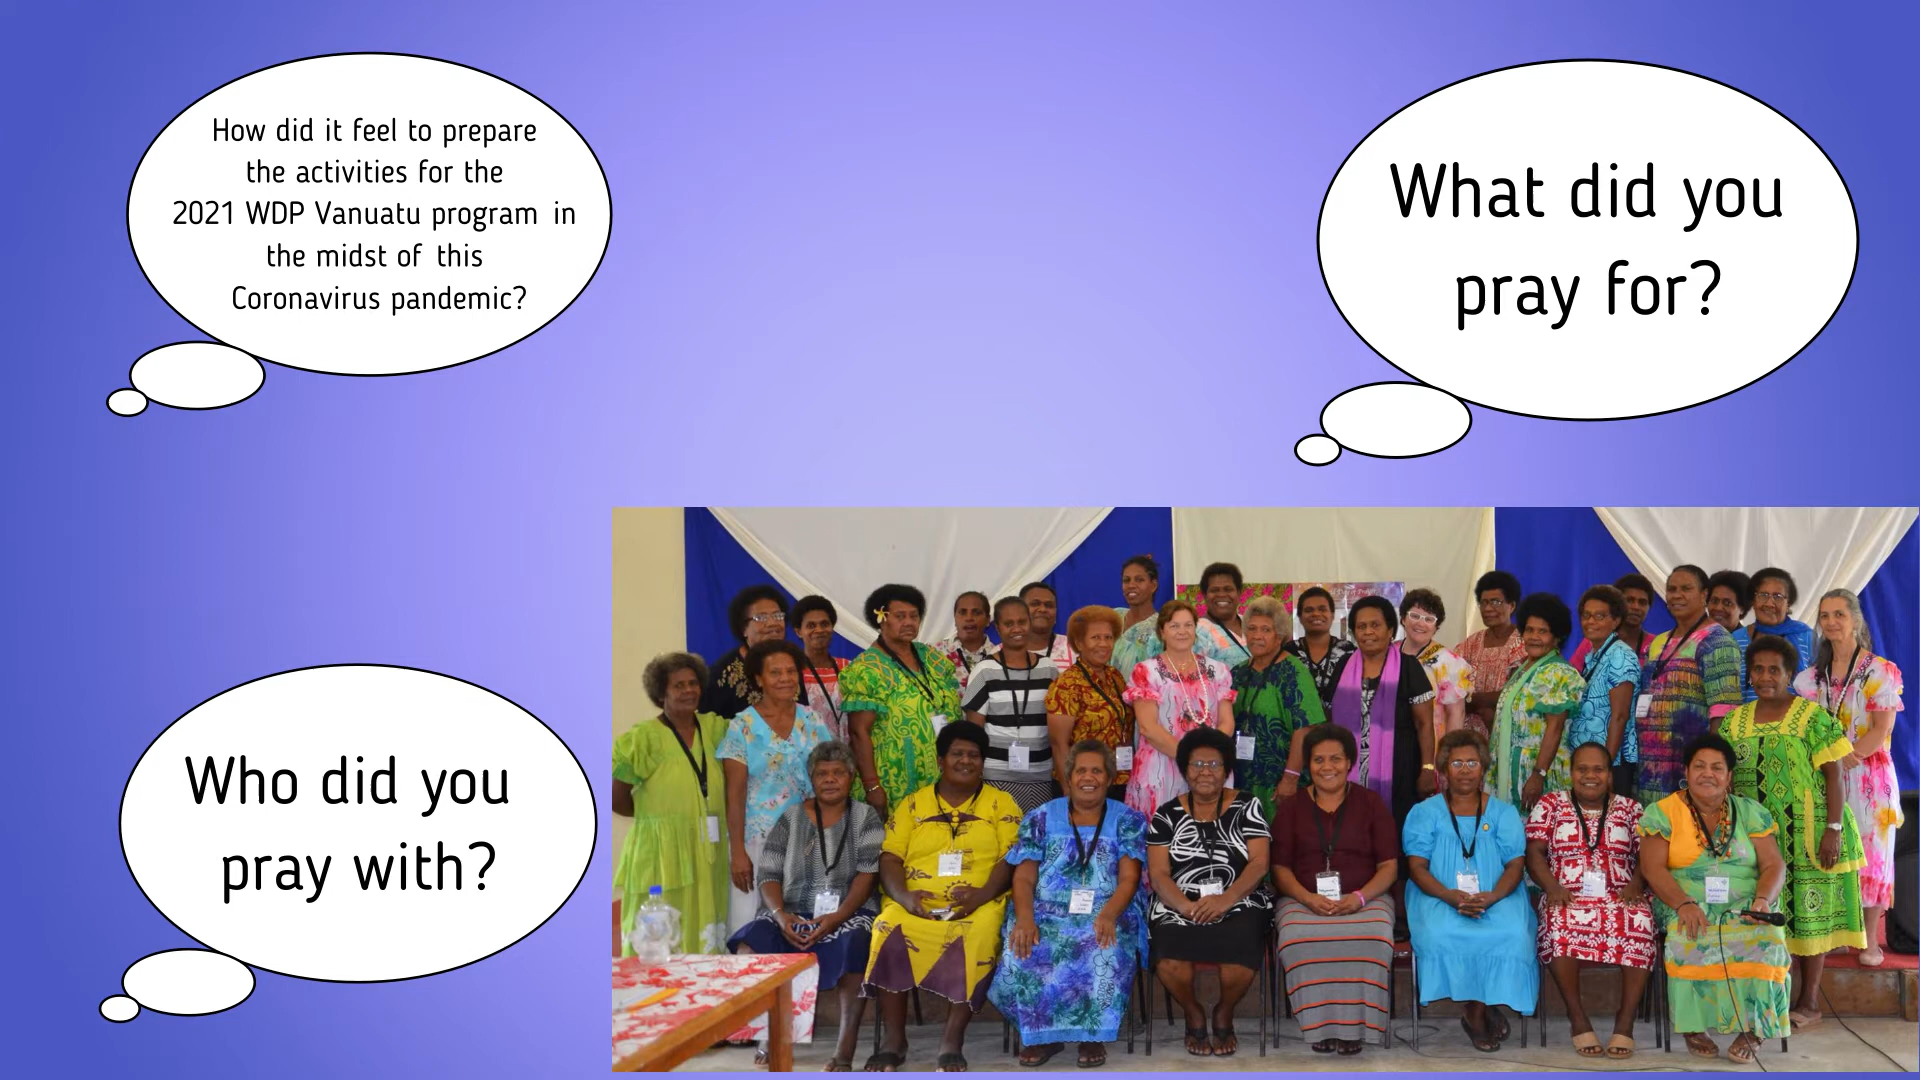 How did it feel to prepare
the activities for the
2021 WDP Vanuatu program in
the midst of this
Coronavirus pandemic?
What did you
pray for?
Who did you
pray with?